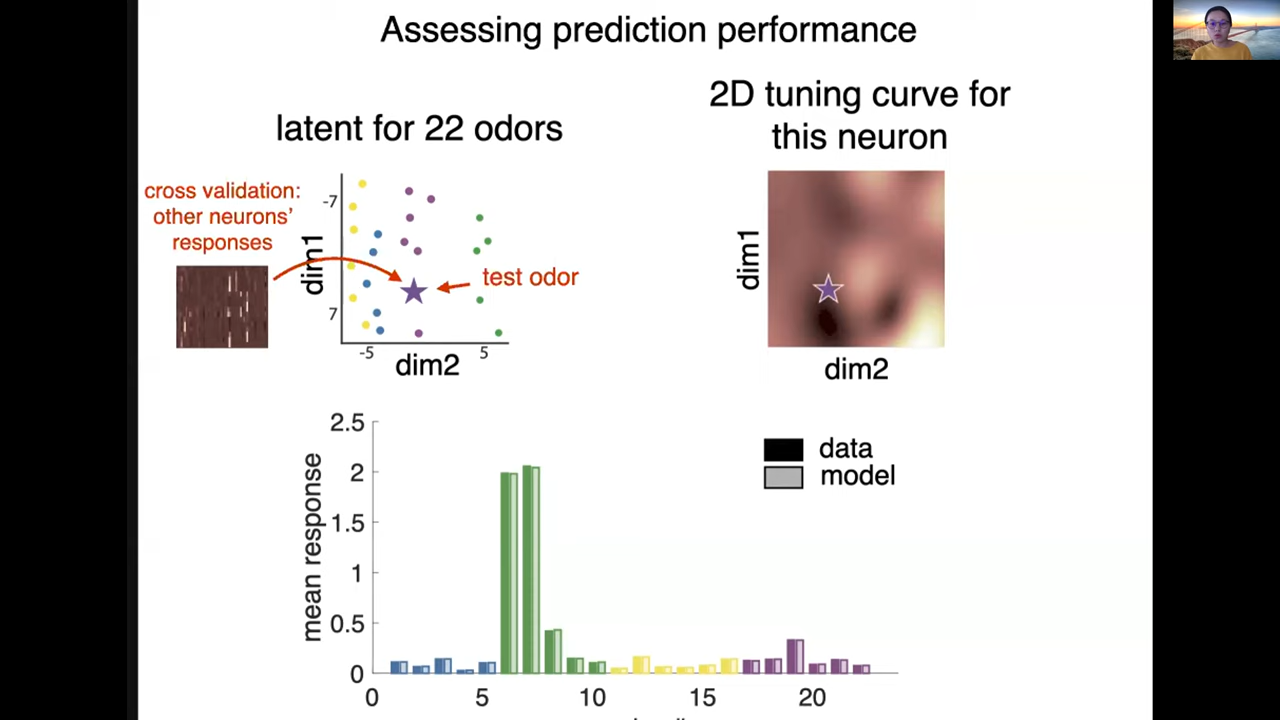 Assessing prediction performance
latent for 22 odors
2D tuning curve for
this neuron
cross validation:
other neurons'
responses
-7
7
dim1
test odor
-5
5
dim2
dim1
dim2
2.5
2
1.5
1
0.5
0
mean response
data
model
0
5
10
15
20